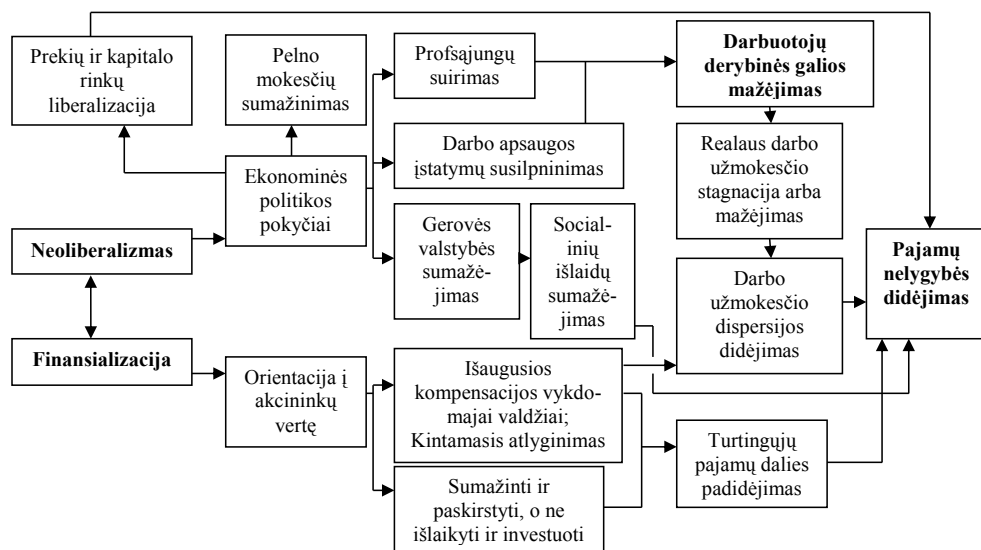 Prekių ir kapitalo
rinkų
liberalizacija
Pelno
mokesčių
sumažinimas
Profsąjungų
suirimas
Darbuotojų
derybinės galios
mažėjimas
Darbo apsaugos
įstatymų susilpninimas
Realaus darbo
užmokesčio
stagnacija arba
mažėjimas
Ekonominės
politikos
pokyčiai
Neoliberalizmas
Gerovės
valstybės
sumažė-
jimas
Social-
inių
išlaidų
sumažė-
jimas
Darbo
užmokesčio
dispersijos
didėjimas
Pajamų
nelygybės
didėjimas
Finansializacija
Orientacija į
akcininkų
vertę
Išaugusios
kompensacijos vykdo-
majai valdžiai;
Kintamasis atlyginimas
Sumažinti ir
paskirstyti, o ne
išlaikyti ir investuoti
Turtingųjų
pajamų dalies
padidėjimas